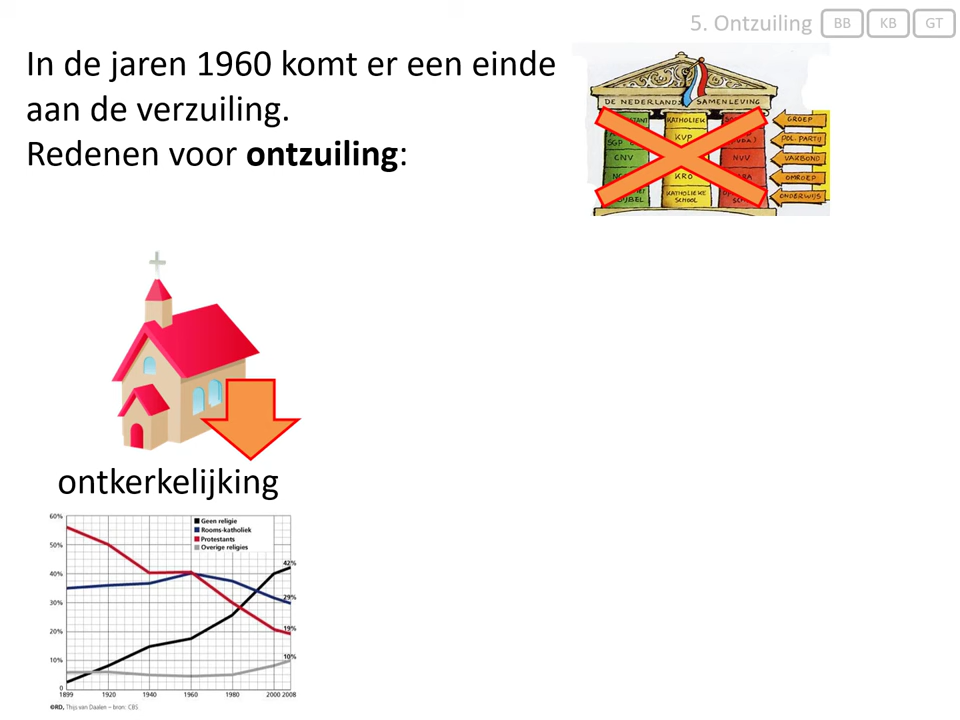 5. Ontzuiling BB KB GT
In de jaren 1960 komt er een einde
aan de verzuiling.
Redenen voor ontzuiling:
DE NEDERLANDSE SAMENLEVING
KATHOLIEK
GROEP
SGP
KVP
POL. PARTIJ
CNV
NVV
VAKBOND
KRO
OMROEP
KATHOLIEKE
SCHOOL
ONDERWIJS
ontkerkelijking
60%
Geen religie
Rooms-katholiek
Protestants
Overige religies
50%
42%
40%
30%
29%
20%
19%
10%
10%
0
1899 1920 1940 1960 1980 2000 2008
©RD, Thijs van Daalen – bron: CBS